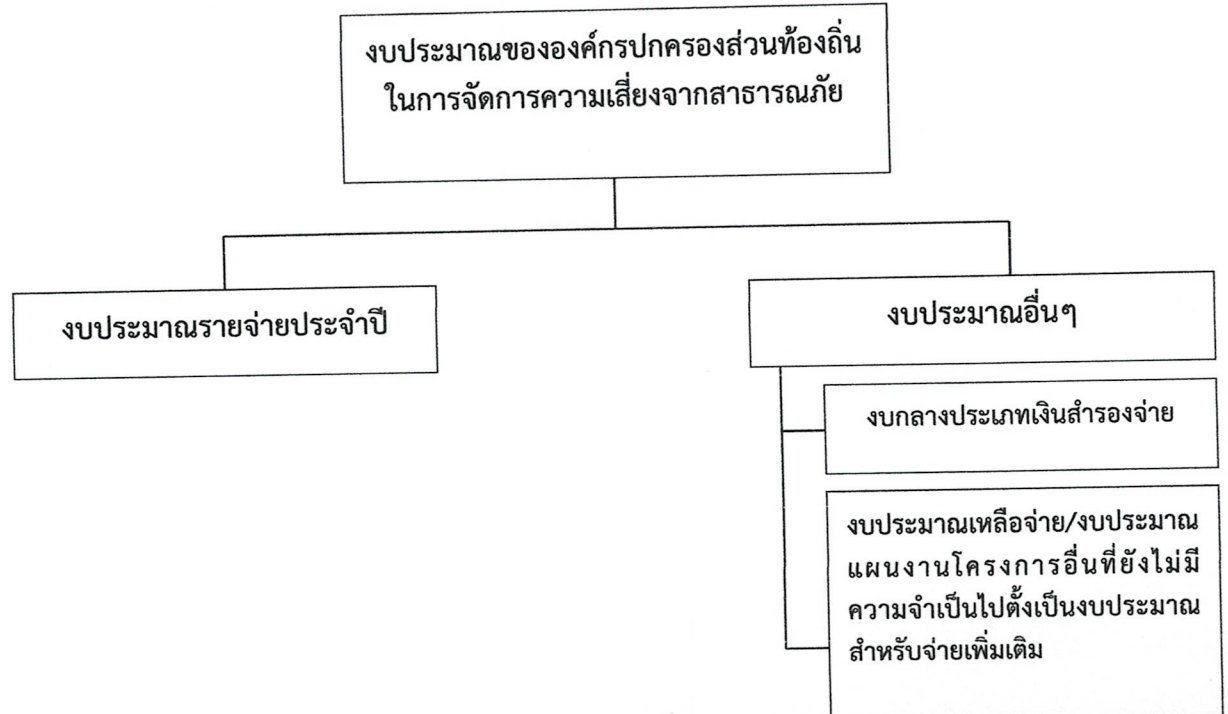 งบประมาณขององค์กรปกครองส่วนท้องถิ่น
ในการจัดการความเสี่ยงจากสาธารณภัย
งบประมาณรายจ่ายประจำปี
งบประมาณอื่นๆ
งบกลางประเภทเงินสำรองจ่าย
งบประมาณเหลือจ่าย/งบประมาณ
แผนงานโครงการอื่นที่ยังไม่มี
ความจำเป็นไปตั้งเป็นงบประมาณ
สำหรับจ่ายเพิ่มเติม